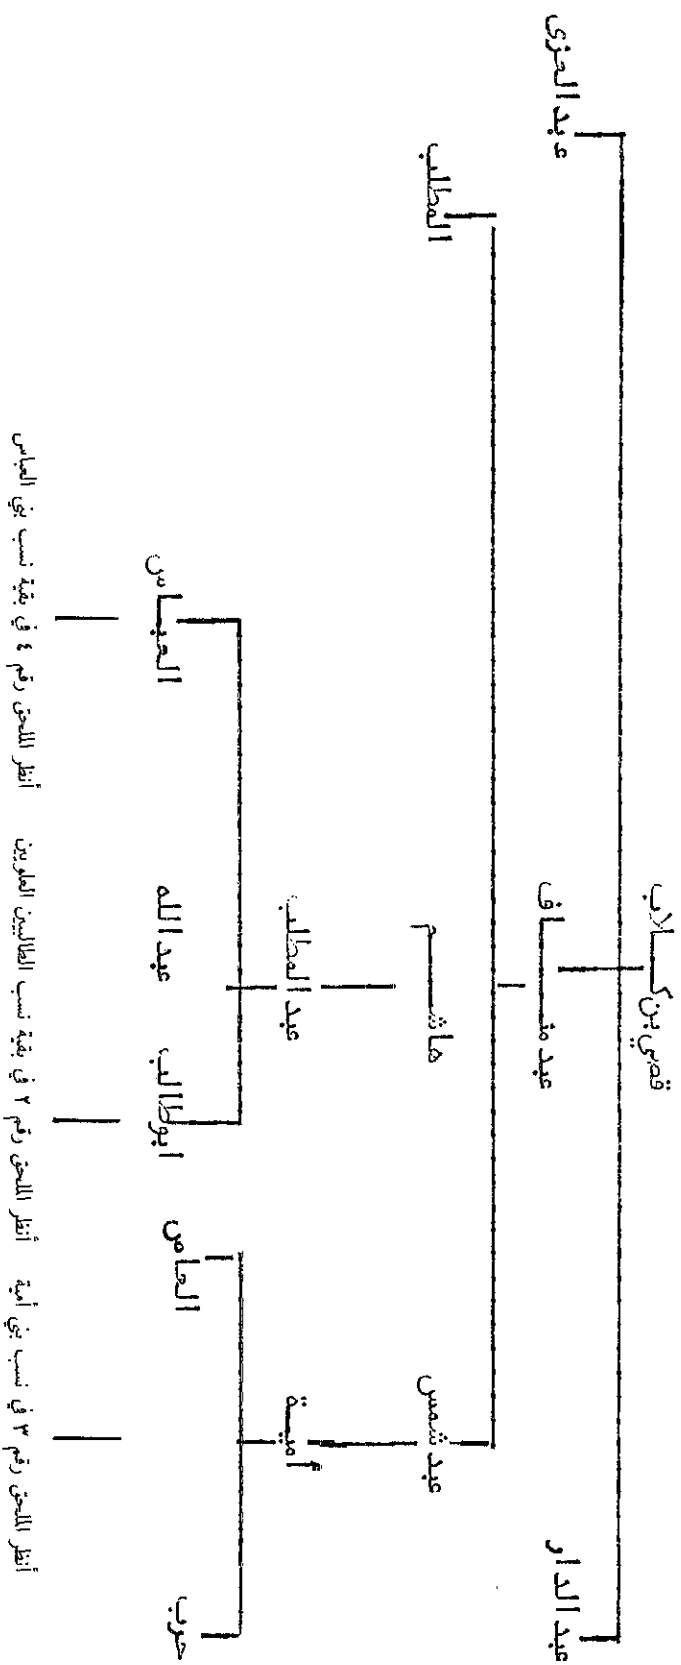 قصي بن كلاب
عبد الدار
عبد مناف
عبد العزى
عبد شمس
هاشم
المطلب
أمية
عبد المطلب
حرب
العاص
ابو طالب
عبد الله
العباس
أنظر الملحق رقم ٣ في نسب بني أمية
أنظر الملحق رقم ٢ في بقية نسب الطالبيين العلويين
أنظر الملحق رقم ٤ في بقية نسب بني العباس